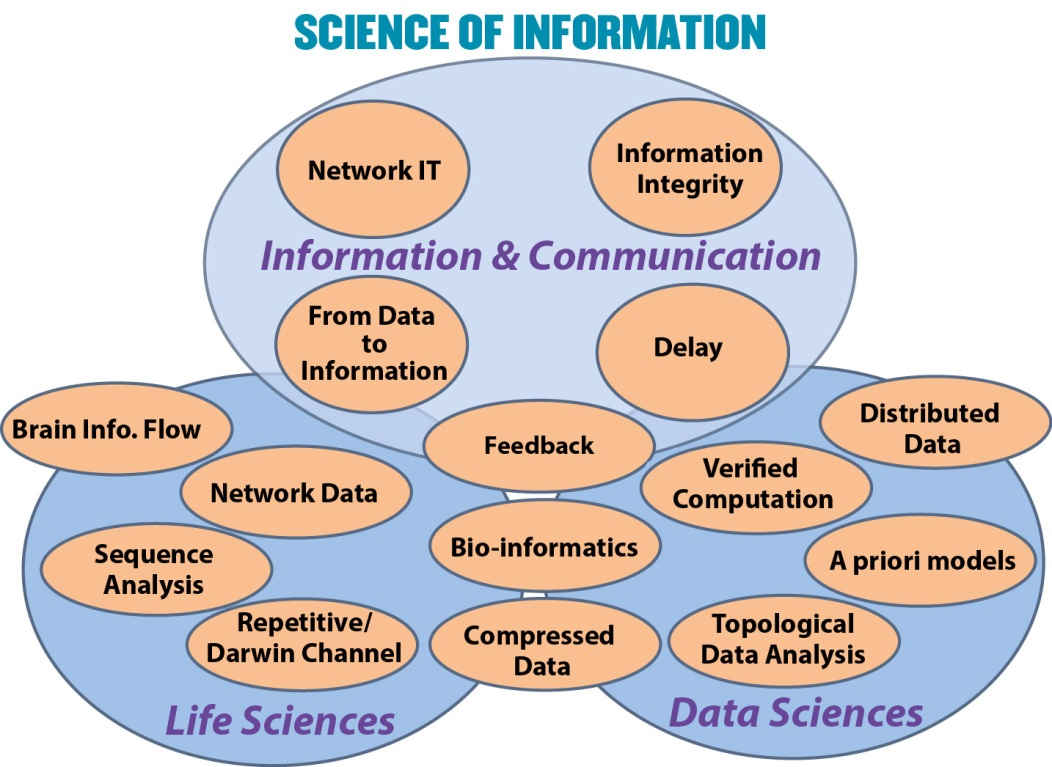 SCIENCE OF INFORMATION
Network IT
Information
Integrity
Information & Communication
From Data
to
Information
Delay
Brain Info. Flow
Feedback
Distributed
Data
Network Data
Verified
Computation
Sequence
Analysis
Bio-informatics
A priori models
Repetitive/
Darwin Channel
Compressed
Data
Topological
Data Analysis
Life Sciences
Data Sciences